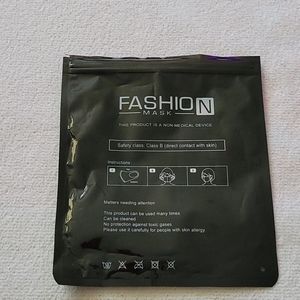 FASHION
MASK
THIS PRODUCT IS A NON-MEDICAL DEVICE
Safety class: Class B (direct contact with skin)
Instructions
Matters needing attention
This product can be used many times
Can be cleaned
No protection against toxic gases
Please use it carefully for people with skin allergy